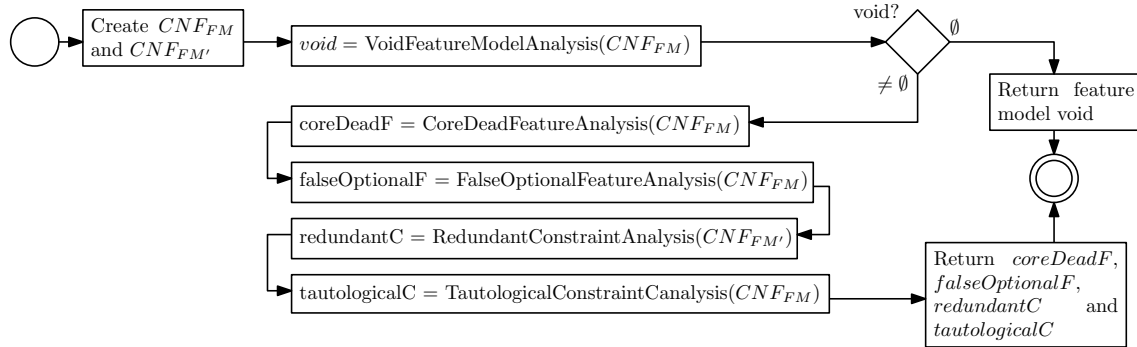 Create CNF_FM
and CNF_FM'
void = VoidFeatureModelAnalysis(CNF_FM)
void?
∅
≠ ∅
Return feature
model void
coreDeadF = CoreDeadFeatureAnalysis(CNF_FM)
falseOptionalF = FalseOptionalFeatureAnalysis(CNF_FM)
redundantC = RedundantConstraintAnalysis(CNF_FM')
tautologicalC = TautologicalConstraintCanalysis(CNF_FM)
Return coreDeadF,
falseOptionalF,
redundantC and
tautologicalC